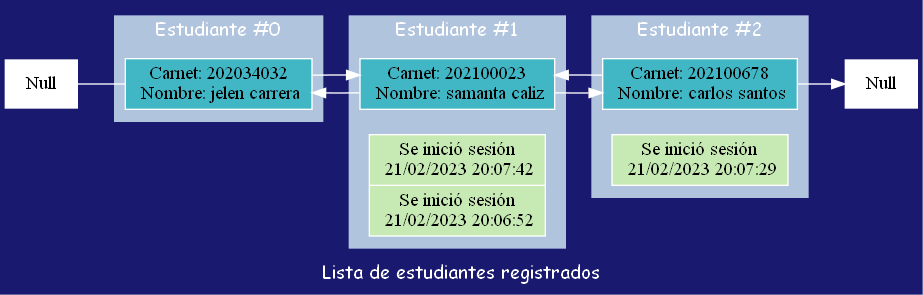 Estudiante #0
Estudiante #1
Estudiante #2
Null
Carnet: 202034032
Nombre: jelen carrera
Carnet: 202100023
Nombre: samanta caliz
Carnet: 202100678
Nombre: carlos santos
Null
Se inició sesión
21/02/2023 20:07:42
Se inició sesión
21/02/2023 20:06:52
Se inició sesión
21/02/2023 20:07:29
Lista de estudiantes registrados